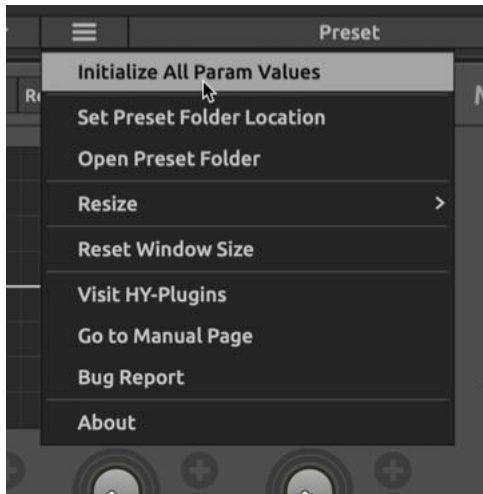 Preset
Initialize All Param Values
Set Preset Folder Location
Open Preset Folder
Resize
Reset Window Size
Visit HY-Plugins
Go to Manual Page
Bug Report
About